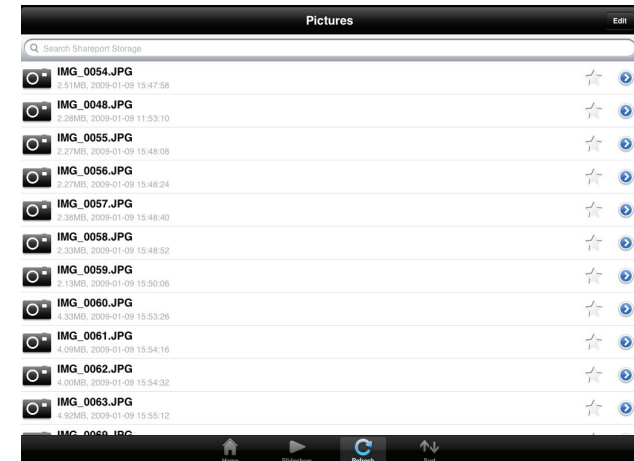 Pictures
Edit
Search Shareport Storage
IMG_0054.JPG
2.51MB, 2009-01-09 15:47:58
IMG_0048.JPG
2.28MB, 2009-01-09 11:53:10
IMG_0055.JPG
2.27MB, 2009-01-09 15:48:08
IMG_0056.JPG
2.27MB, 2009-01-09 15:48:24
IMG_0057.JPG
2.38MB, 2009-01-09 15:48:40
IMG_0058.JPG
2.33MB, 2009-01-09 15:48:52
IMG_0059.JPG
2.13MB, 2009-01-09 15:50:06
IMG_0060.JPG
4.33MB, 2009-01-09 15:53:26
IMG_0061.JPG
4.09MB, 2009-01-09 15:54:16
IMG_0062.JPG
4.00MB, 2009-01-09 15:54:32
IMG_0063.JPG
4.92MB, 2009-01-09 15:55:12
IMG_0069.JPG
Home Slideshow Refresh Sort